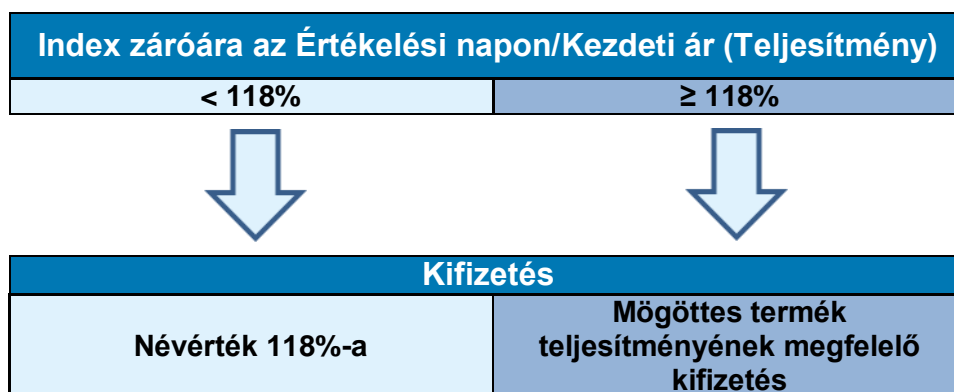 Index záróára az Értékelési napon/Kezdeti ár (Teljesítmény)
< 118%
≥ 118%
Kifizetés
Névérték 118%-a
Mögöttes termék
teljesítményének megfelelő
kifizetés